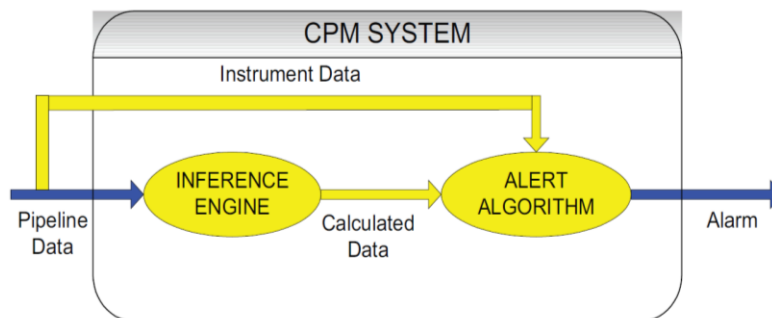 CPM SYSTEM
Instrument Data
INFERENCE
ENGINE
ALERT
ALGORITHM
Pipeline
Data
Calculated
Data
Alarm